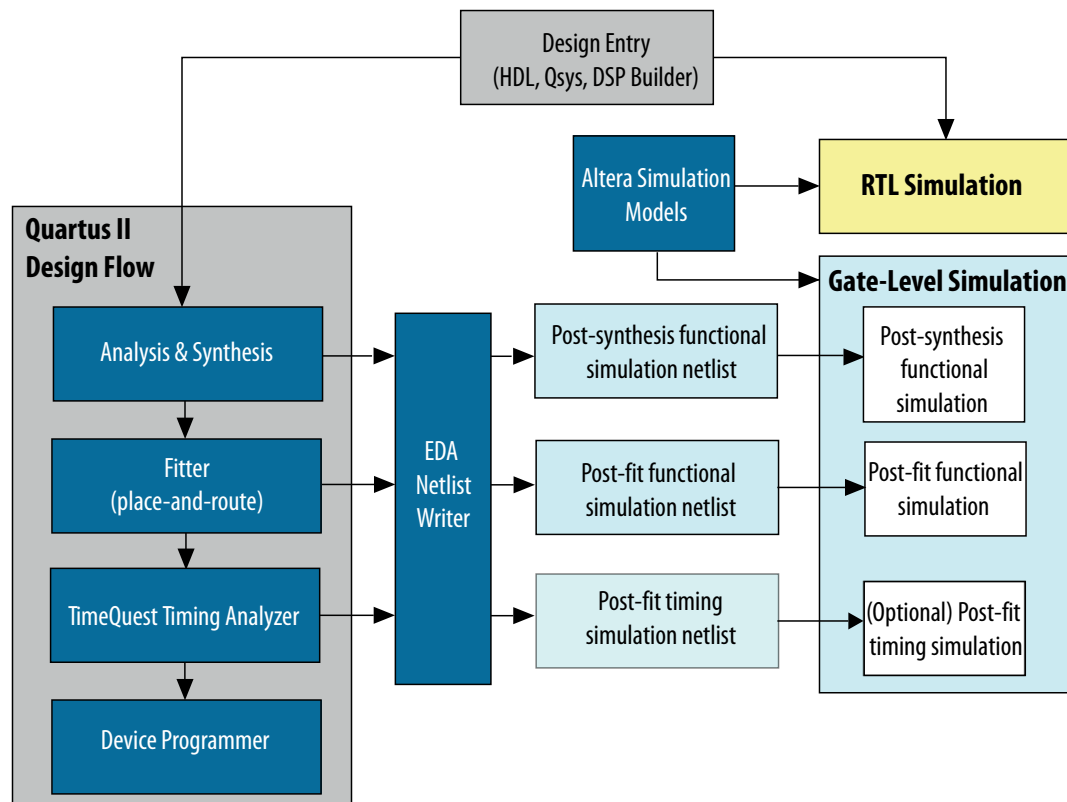 Design Entry
(HDL, Qsys, DSP Builder)
Altera Simulation
Models
RTL Simulation
Quartus II
Design Flow
Gate-Level Simulation
Analysis & Synthesis
EDA
Netlist
Writer
Post-synthesis functional
simulation netlist
Post-synthesis
functional
simulation
Fitter
(place-and-route)
Post-fit functional
simulation netlist
Post-fit functional
simulation
TimeQuest Timing Analyzer
Post-fit timing
simulation netlist
(Optional) Post-fit
timing simulation
Device Programmer